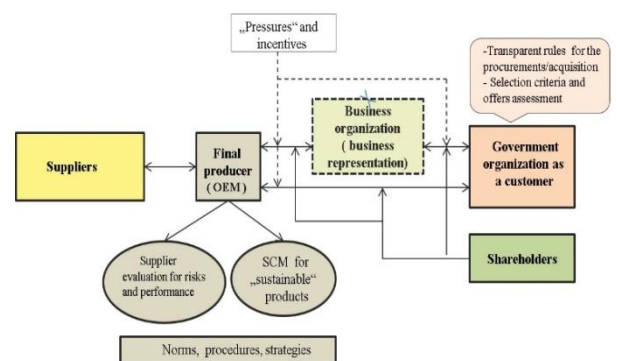 „Pressures“ and
incentives
-Transparent rules for the
procurements/acquisition
- Selection criteria and
offers assessment
Business
organization
( business
representation)
Suppliers
Final
producer
(OEM)
Government
organization as
a customer
Supplier
evaluation for risks
and performance
SCM for
„sustainable“
products
Shareholders
Norms, procedures, strategies